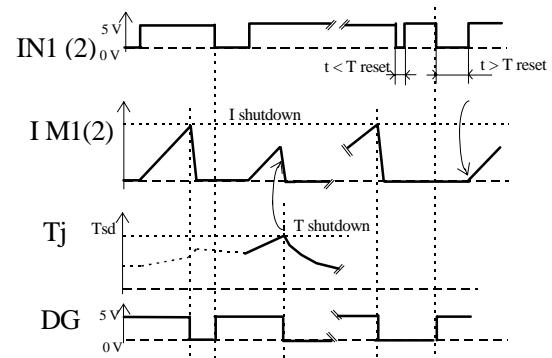 5 V
IN1 (2)
0 V
t < T reset
t > T reset
I shutdown
I M1(2)
Tj
Tsd
T shutdown
DG
5 V
0 V